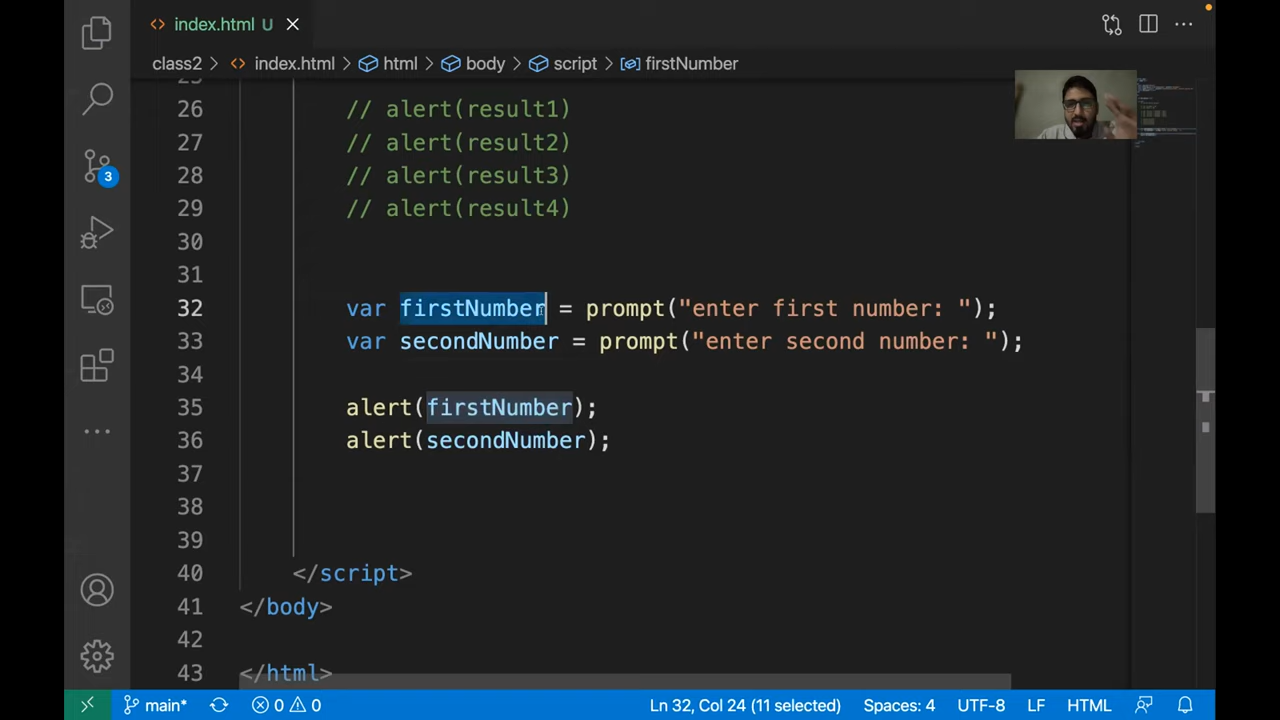 index.html U
class2 > index.html > html > body > script > firstNumber
26 // alert(result1)
27 // alert(result2)
28 // alert(result3)
29 // alert(result4)
30
31
32 var firstNumber = prompt("enter first number: ");
33 var secondNumber = prompt("enter second number: ");
34
35 alert(firstNumber);
36 alert(secondNumber);
37
38
39
40 </script>
41 </body>
42
43 </html>
3
main* 0 0 Ln 32, Col 24 (11 selected) Spaces: 4 UTF-8 LF HTML